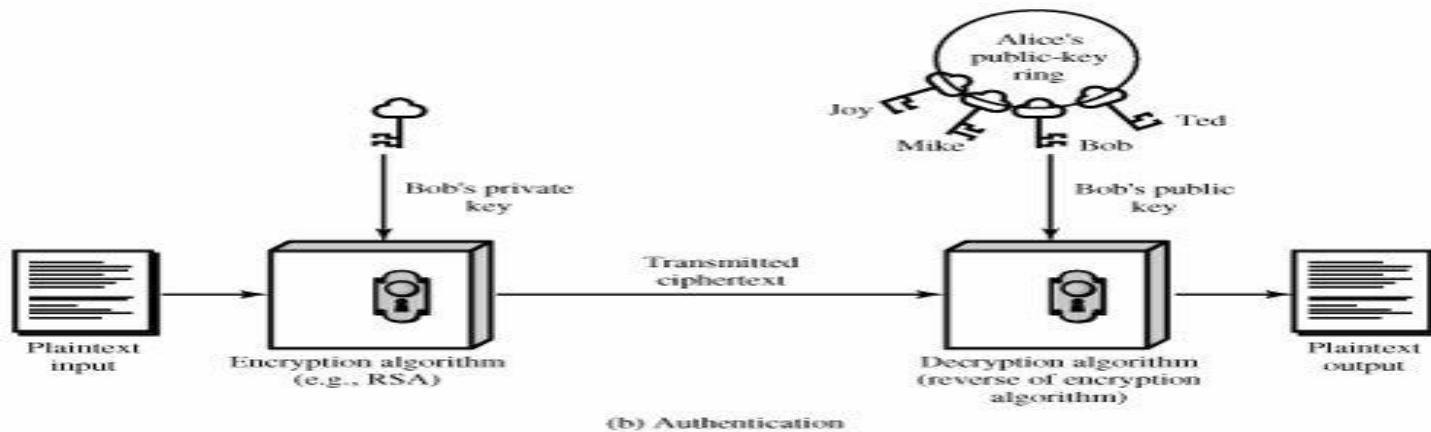 Alice's
public-key
ring
Joy
Mike
Bob
Ted
Bob's private
key
Bob's public
key
Transmitted
ciphertext
Plaintext
input
Encryption algorithm
(e.g., RSA)
Decryption algorithm
(reverse of encryption
algorithm)
Plaintext
output
(b) Authentication